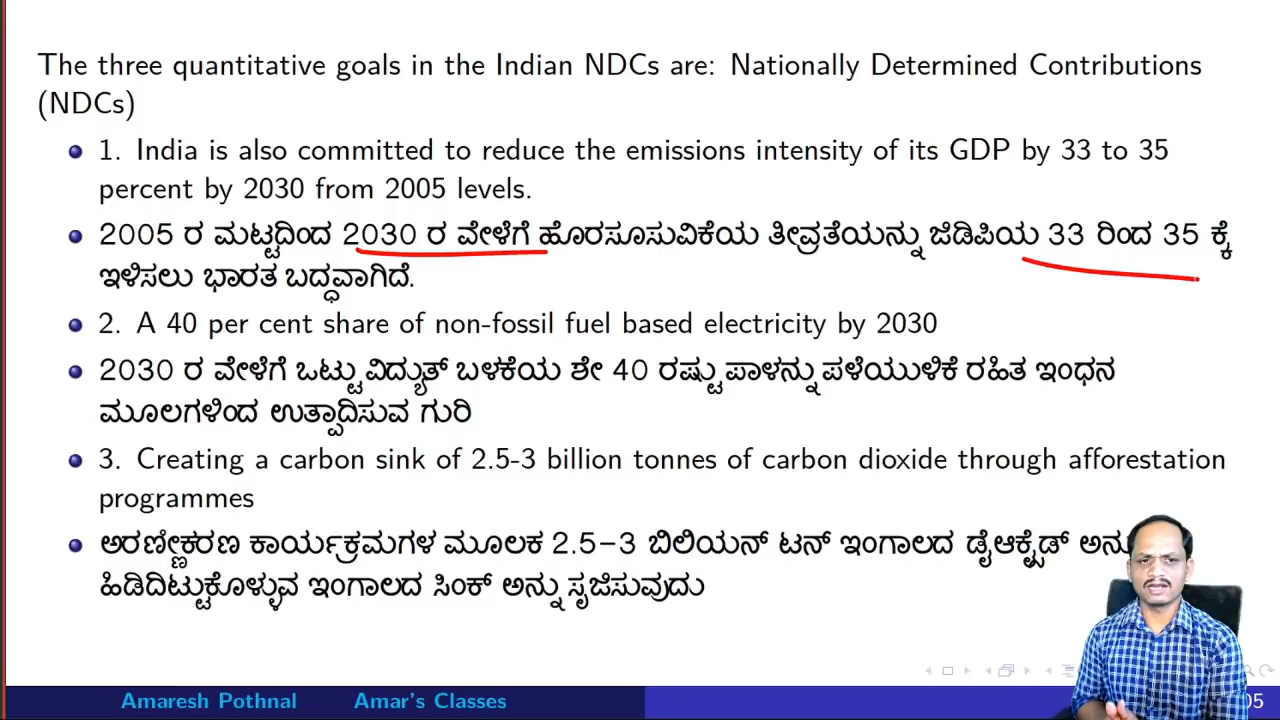 The three quantitative goals in the Indian NDCs are: Nationally Determined Contributions
(NDCs)
1. India is also committed to reduce the emissions intensity of its GDP by 33 to 35
percent by 2030 from 2005 levels.
2005 ರ ಮಟ್ಟದಿಂದ 2030 ರ ವೇಳೆಗೆ ಹೊರಸೂಸುವಿಕೆಯ ತೀವ್ರತೆಯನ್ನು ಜಿಡಿಪಿಯ 33 ರಿಂದ 35 ಕ್ಕೆ
ಇಳಿಸಲು ಭಾರತ ಬದ್ಧವಾಗಿದೆ.
2. A 40 per cent share of non-fossil fuel based electricity by 2030
2030 ರ ವೇಳೆಗೆ ಒಟ್ಟು ವಿದ್ಯುತ್ ಬಳಕೆಯ ಶೇ 40 ರಷ್ಟು ಪಾಳನ್ನು ಪಳೆಯುಳಿಕೆ ರಹಿತ ಇಂಧನ
ಮೂಲಗಳಿಂದ ಉತ್ಪಾದಿಸುವ ಗುರಿ
3. Creating a carbon sink of 2.5-3 billion tonnes of carbon dioxide through afforestation
programmes
ಅರಣ್ಣೀಕರಣ ಕಾರ್ಯಕ್ರಮಗಳ ಮೂಲಕ 2.5-3 ಬಿಲಿಯನ್ ಟನ್ ಇಂಗಾಲದ ಡೈಆಕ್ಸೈಡ್
ಹಿಡಿದಿಟ್ಟುಕೊಳ್ಳುವ ಇಂಗಾಲದ ಸಿಂಕ್ ಅನ್ನು ಸೃಜಿಸುವುದು
Amaresh Pothnal Amar's Classes